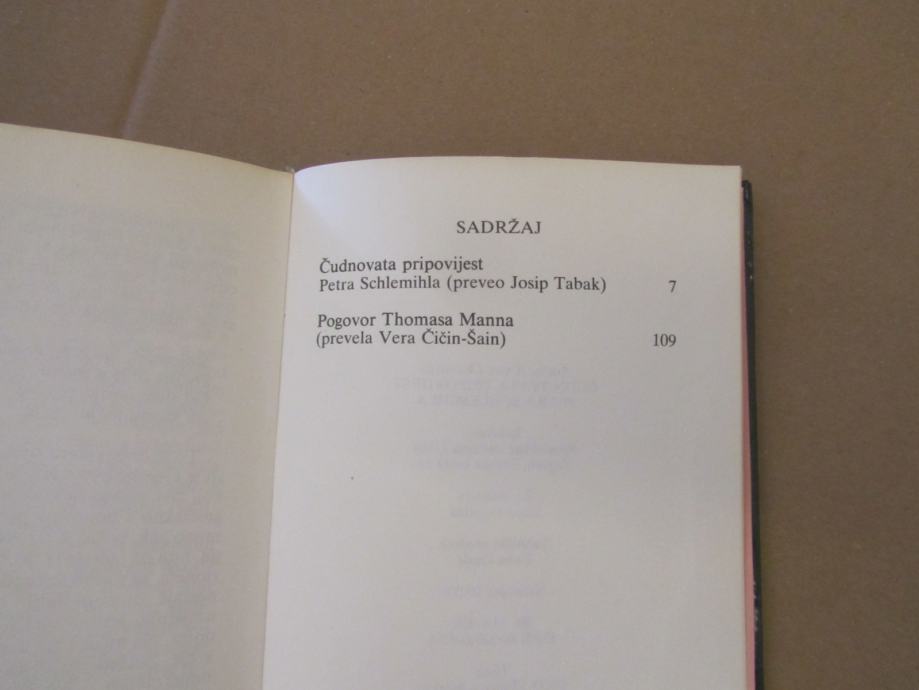 SADRŽAJ
Čudnovata pripovijest
Petra Schlemihla (preveo Josip Tabak) 7
Pogovor Thomasa Manna
(prevela Vera Čičin-Šain) 109